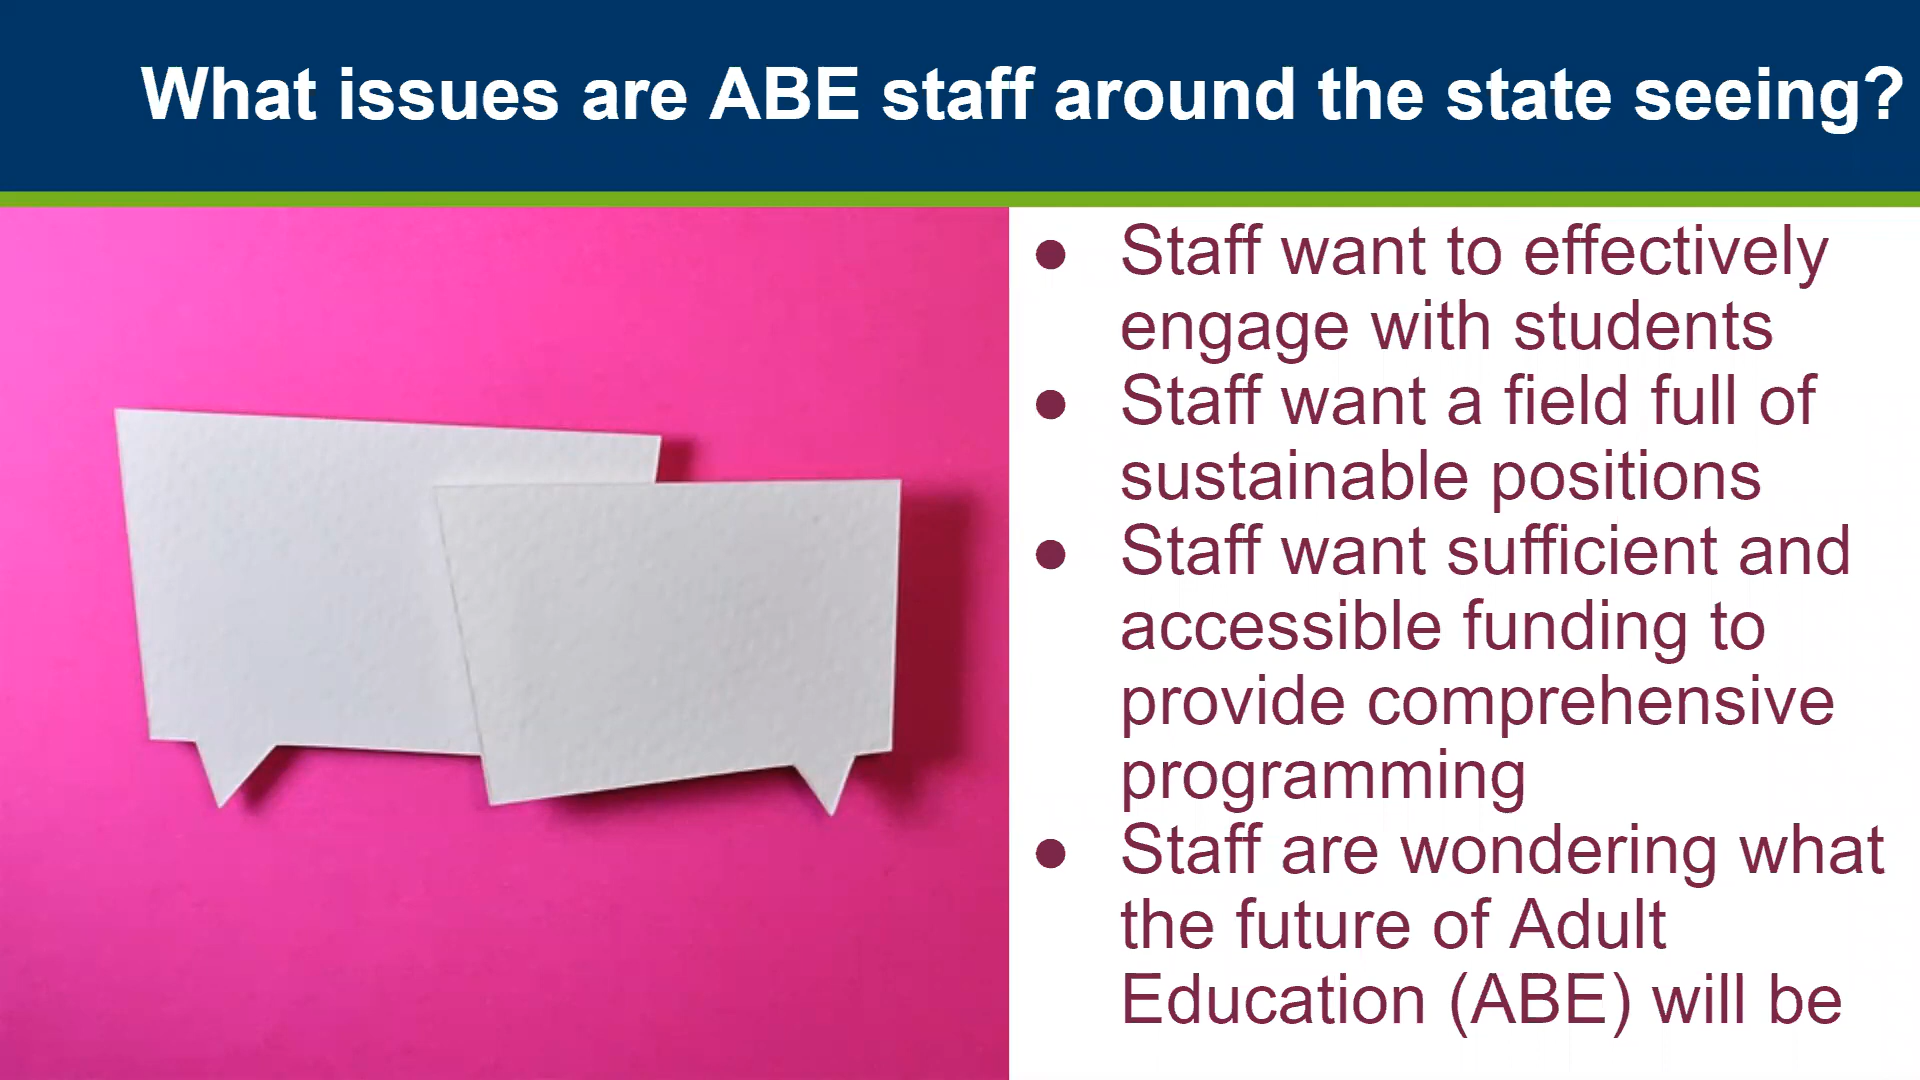 What issues are ABE staff around the state seeing?
● Staff want to effectively
engage with students
● Staff want a field full of
sustainable positions
● Staff want sufficient and
accessible funding to
provide comprehensive
programming
● Staff are wondering what
the future of Adult
Education (ABE) will be